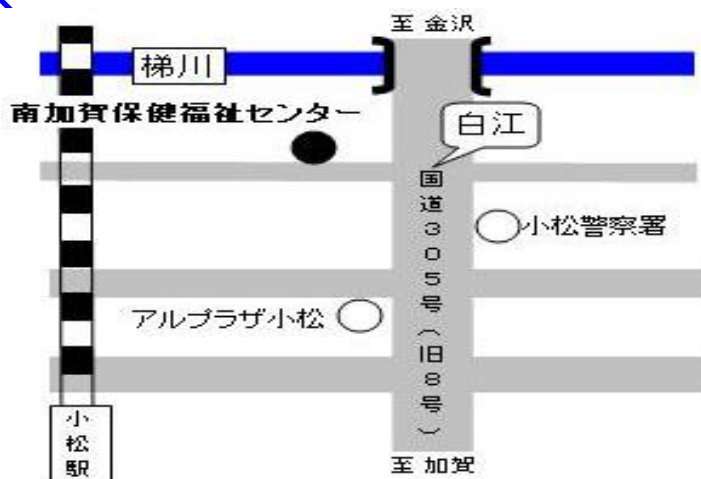 至 金沢
梯川
南加賀保健福祉センター
白江
国道305号(旧8号)
小松警察署
アルプラザ小松
小松駅
至 加賀